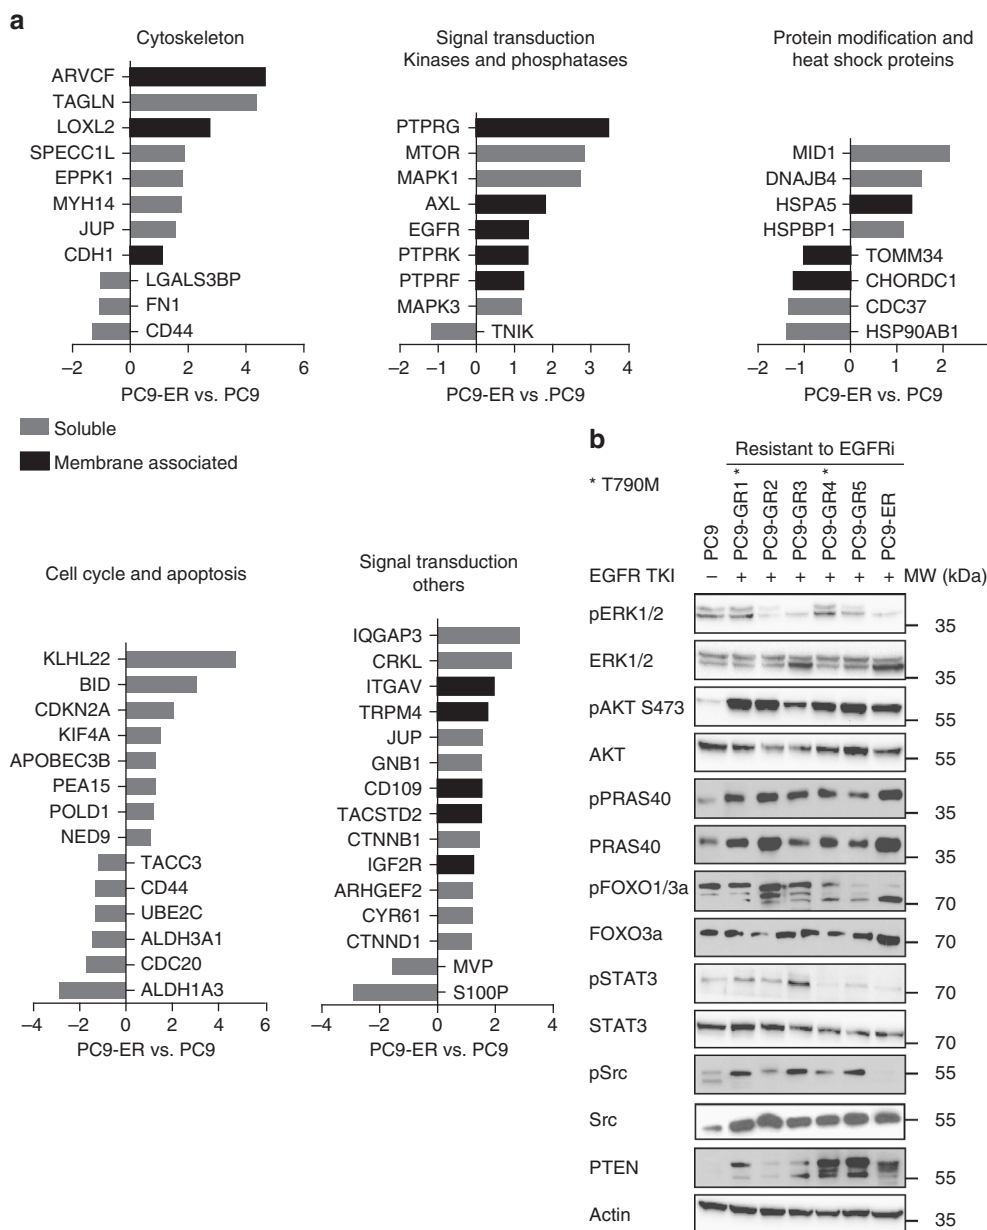 a
Cytoskeleton
ARVCF
TAGLN
LOXL2
SPECC1L
EPPK1
MYH14
JUP
CDH1
LGALS3BP
FN1
CD44
−2 0 2 4 6
PC9-ER vs. PC9
Signal transduction
Kinases and phosphatases
PTPRG
MTOR
MAPK1
AXL
EGFR
PTPRK
PTPRF
MAPK3
TNIK
−2 −1 0 1 2 3 4
PC9-ER vs .PC9
Protein modification and
heat shock proteins
MID1
DNAJB4
HSPA5
HSPBP1
TOMM34
CHORDC1
CDC37
HSP90AB1
−2 −1 0 1 2
PC9-ER vs. PC9
Soluble
Membrane associated
Cell cycle and apoptosis
KLHL22
BID
CDKN2A
KIF4A
APOBEC3B
PEA15
POLD1
NED9
TACC3
CD44
UBE2C
ALDH3A1
CDC20
ALDH1A3
−4 −2 0 2 4 6
PC9-ER vs. PC9
Signal transduction
others
IQGAP3
CRKL
ITGAV
TRPM4
JUP
GNB1
CD109
TACSTD2
CTNNB1
IGF2R
ARHGEF2
CYR61
CTNND1
MVP
S100P
−4 −2 0 2 4
PC9-ER vs. PC9
b
Resistant to EGFRi
* T790M
PC9
PC9-GR1 *
PC9-GR2
PC9-GR3
PC9-GR4 *
PC9-GR5
PC9-ER
EGFR TKI − + + + + + + MW (kDa)
pERK1/2 35
ERK1/2 35
pAKT S473 55
AKT 55
pPRAS40 35
PRAS40 35
pFOXO1/3a 70
FOXO3a 70
pSTAT3 70
STAT3 70
pSrc 55
Src 55
PTEN 55
Actin 35